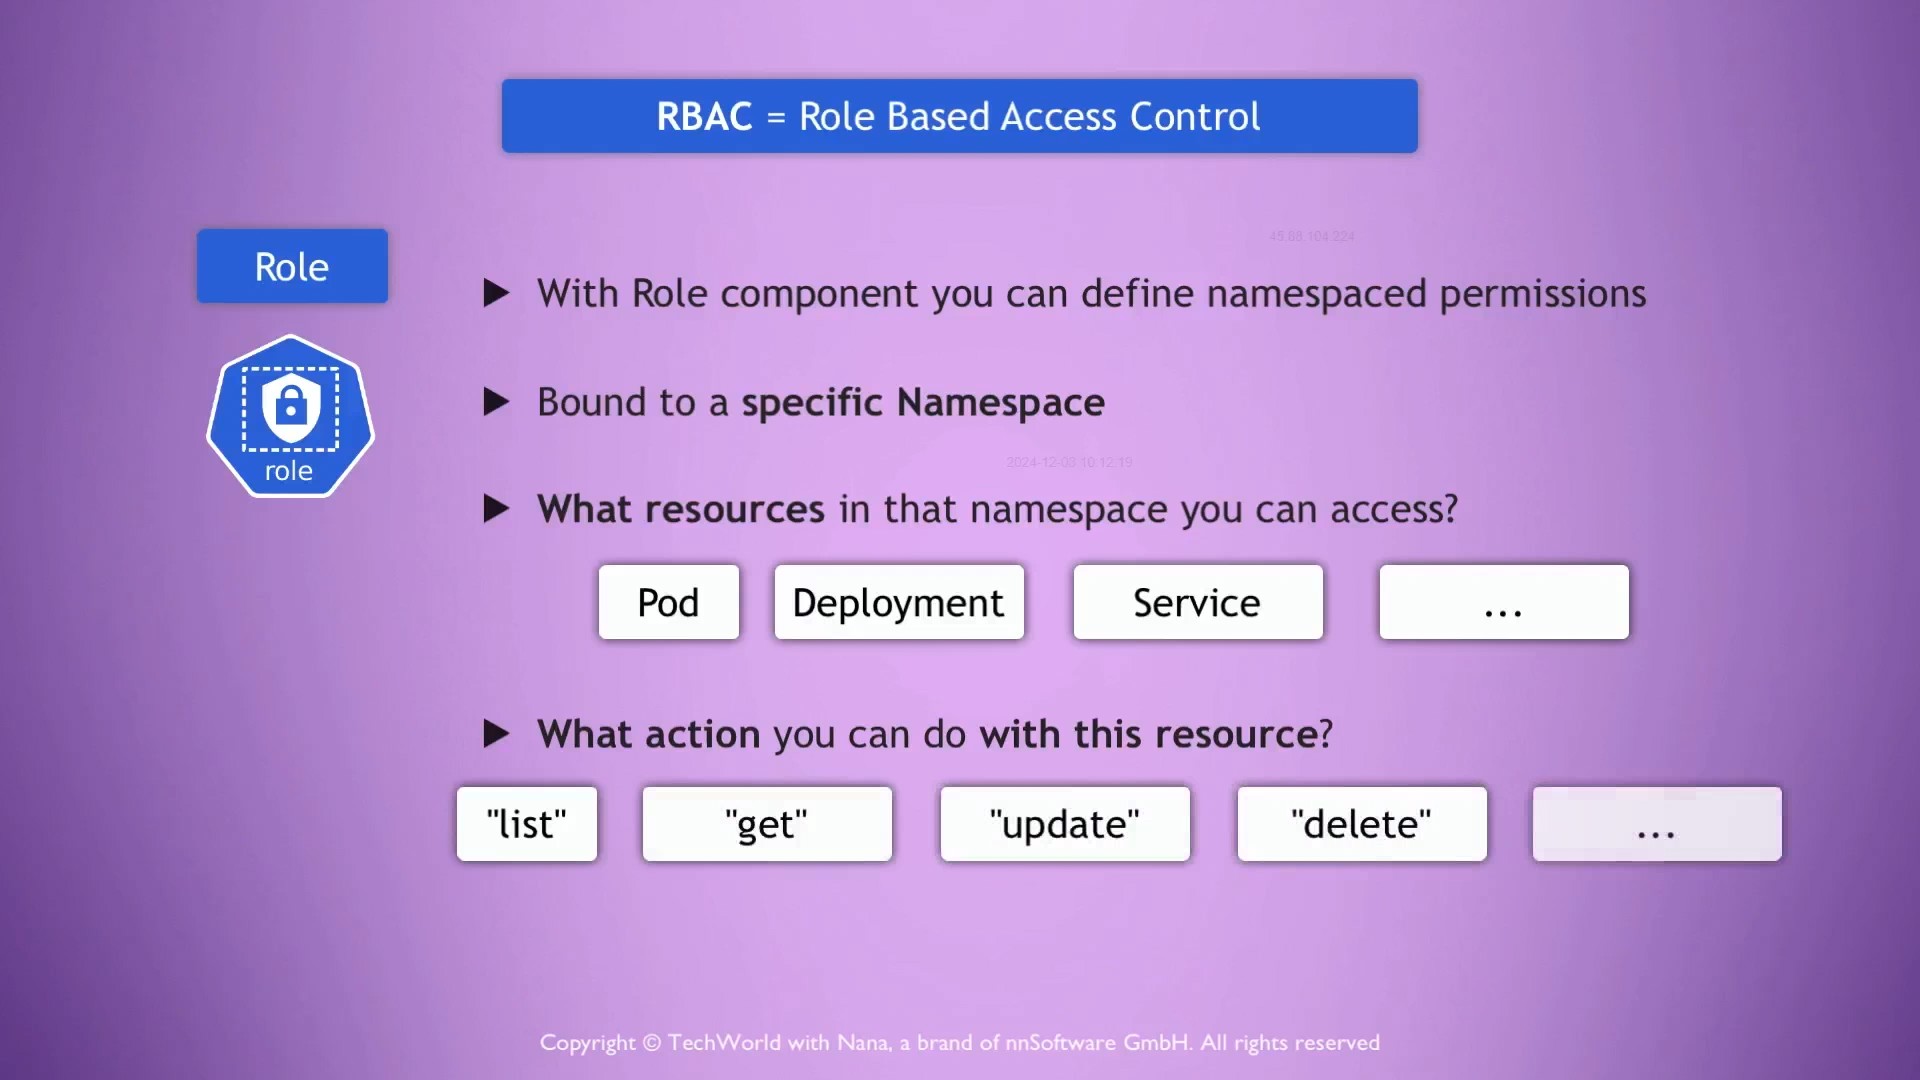 RBAC = Role Based Access Control
Role
role
45.88.104.224
▶ With Role component you can define namespaced permissions
▶ Bound to a specific Namespace
2024-12-08 10:12:19
▶ What resources in that namespace you can access?
Pod Deployment Service ...
▶ What action you can do with this resource?
"list" "get" "update" "delete" ...
Copyright © TechWorld with Nana, a brand of nnSoftware GmbH. All rights reserved